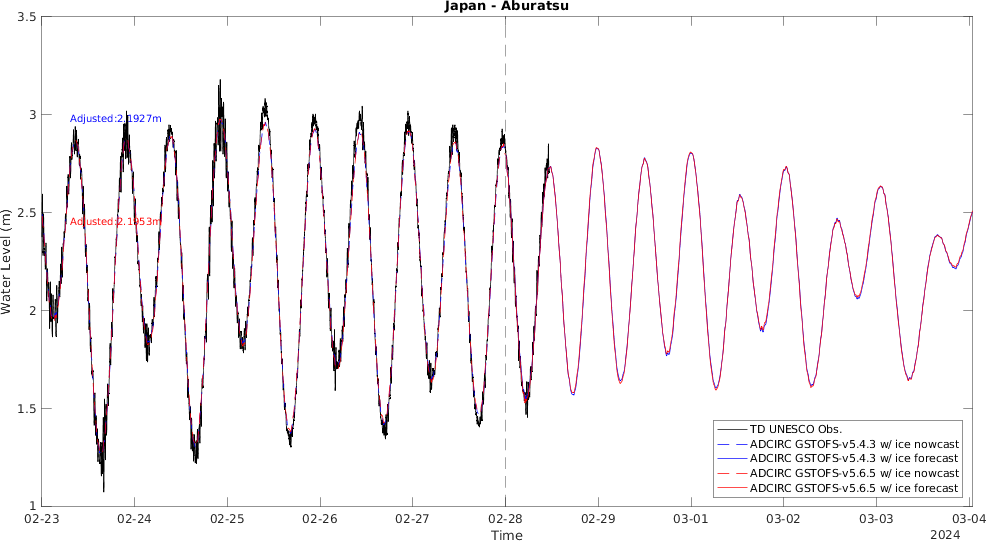 Japan - Aburatsu
3.5
3
2.5
2
1.5
1
Water Level (m)
Adjusted:2.1927m
Adjusted:2.1953m
TD UNESCO Obs.
ADCIRC GSTOFS-v5.4.3 w/ ice nowcast
ADCIRC GSTOFS-v5.4.3 w/ ice forecast
ADCIRC GSTOFS-v5.6.5 w/ ice nowcast
ADCIRC GSTOFS-v5.6.5 w/ ice forecast
02-23 02-24 02-25 02-26 02-27 02-28 02-29 03-01 03-02 03-03 03-04
Time
2024